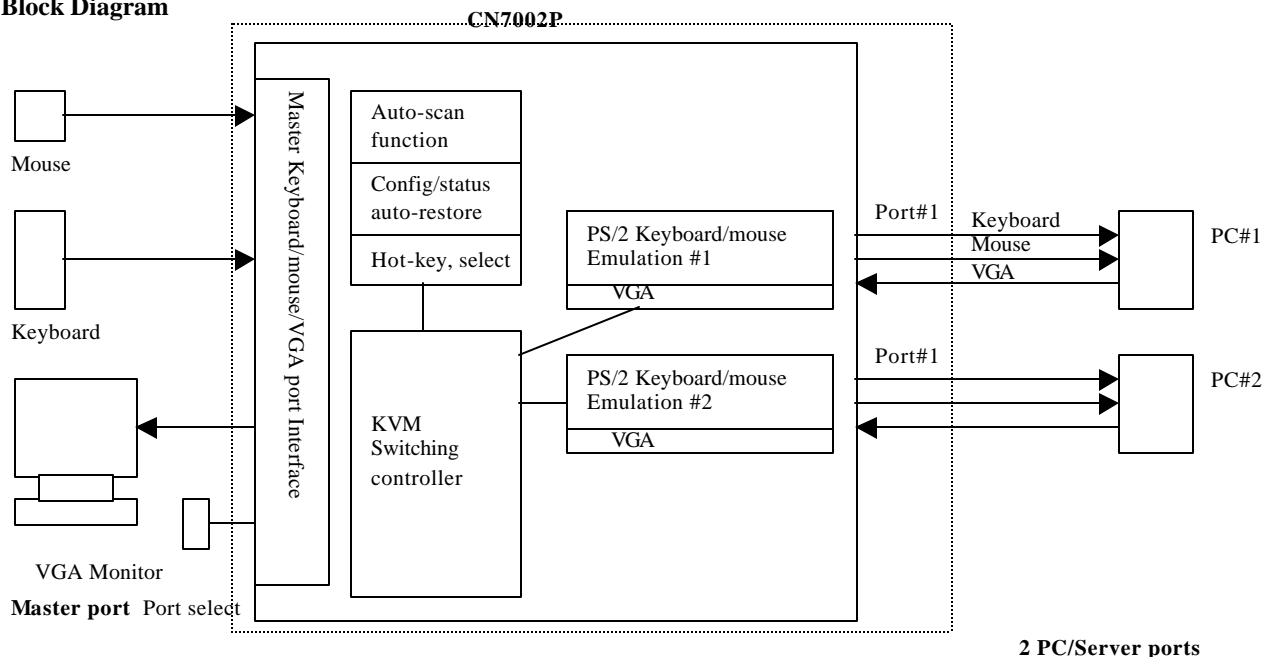 Block Diagram
CN7002P
Mouse
Keyboard
VGA Monitor
Master port Port select
Master Keyboard/mouse/VGA port Interface
Auto-scan
function
Config/status
auto-restore
Hot-key, select
KVM
Switching
controller
PS/2 Keyboard/mouse
Emulation #1
VGA
PS/2 Keyboard/mouse
Emulation #2
VGA
Port#1
Keyboard
Mouse
VGA
PC#1
Port#1
PC#2
2 PC/Server ports